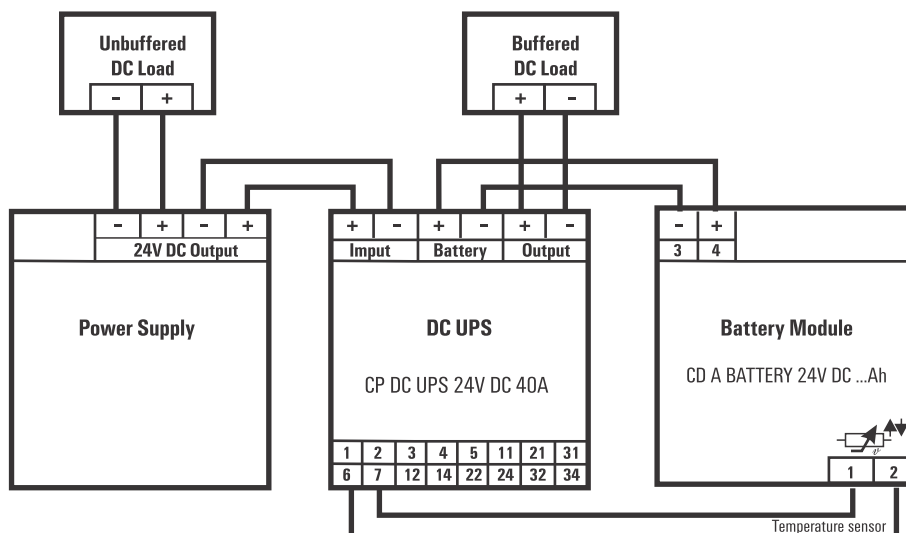 Unbuffered
DC Load
- +
Buffered
DC Load
+ -
- + - +
24V DC Output
Power Supply
+ - + - + -
Imput Battery Output
DC UPS
CP DC UPS 24V DC 40A
1 2 3 4 5 11 21 31
6 7 12 14 22 24 32 34
- +
3 4
Battery Module
CD A BATTERY 24V DC ...Ah
1 2
Temperature sensor